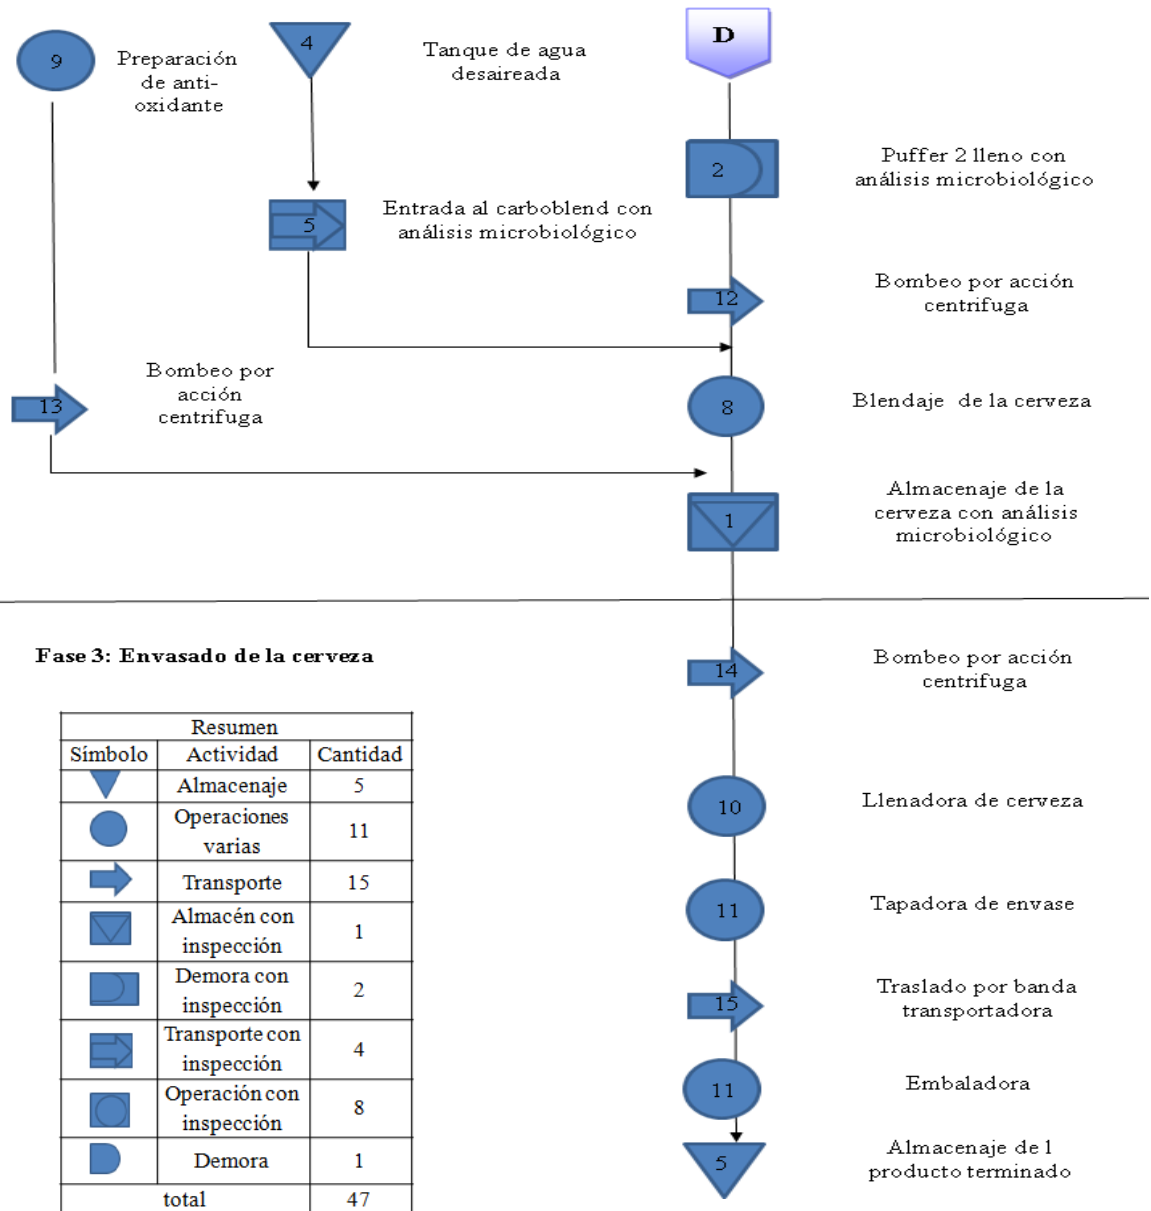 9
Preparación
de anti-
oxidante
4
Tanque de agua
desaireada
D
2
Puffer 2 lleno con
análisis microbiológico
5
Entrada al carboblend con
análisis microbiológico
12
Bombeo por acción
centrifuga
13
Bombeo por
acción
centrifuga
8
Blendaje de la cerveza
1
Almacenaje de la
cerveza con análisis
microbiológico
Fase 3: Envasado de la cerveza
14
Bombeo por acción
centrifuga
10
Llenadora de cerveza
11
Tapadora de envase
15
Traslado por banda
transportadora
11
Embaladora
5
Almacenaje de l
producto terminado
Resumen
Símbolo Actividad Cantidad
Almacenaje 5
Operaciones
varias 11
Transporte 15
Almacén con
inspección 1
Demora con
inspección 2
Transporte con
inspección 4
Operación con
inspección 8
Demora 1
total 47